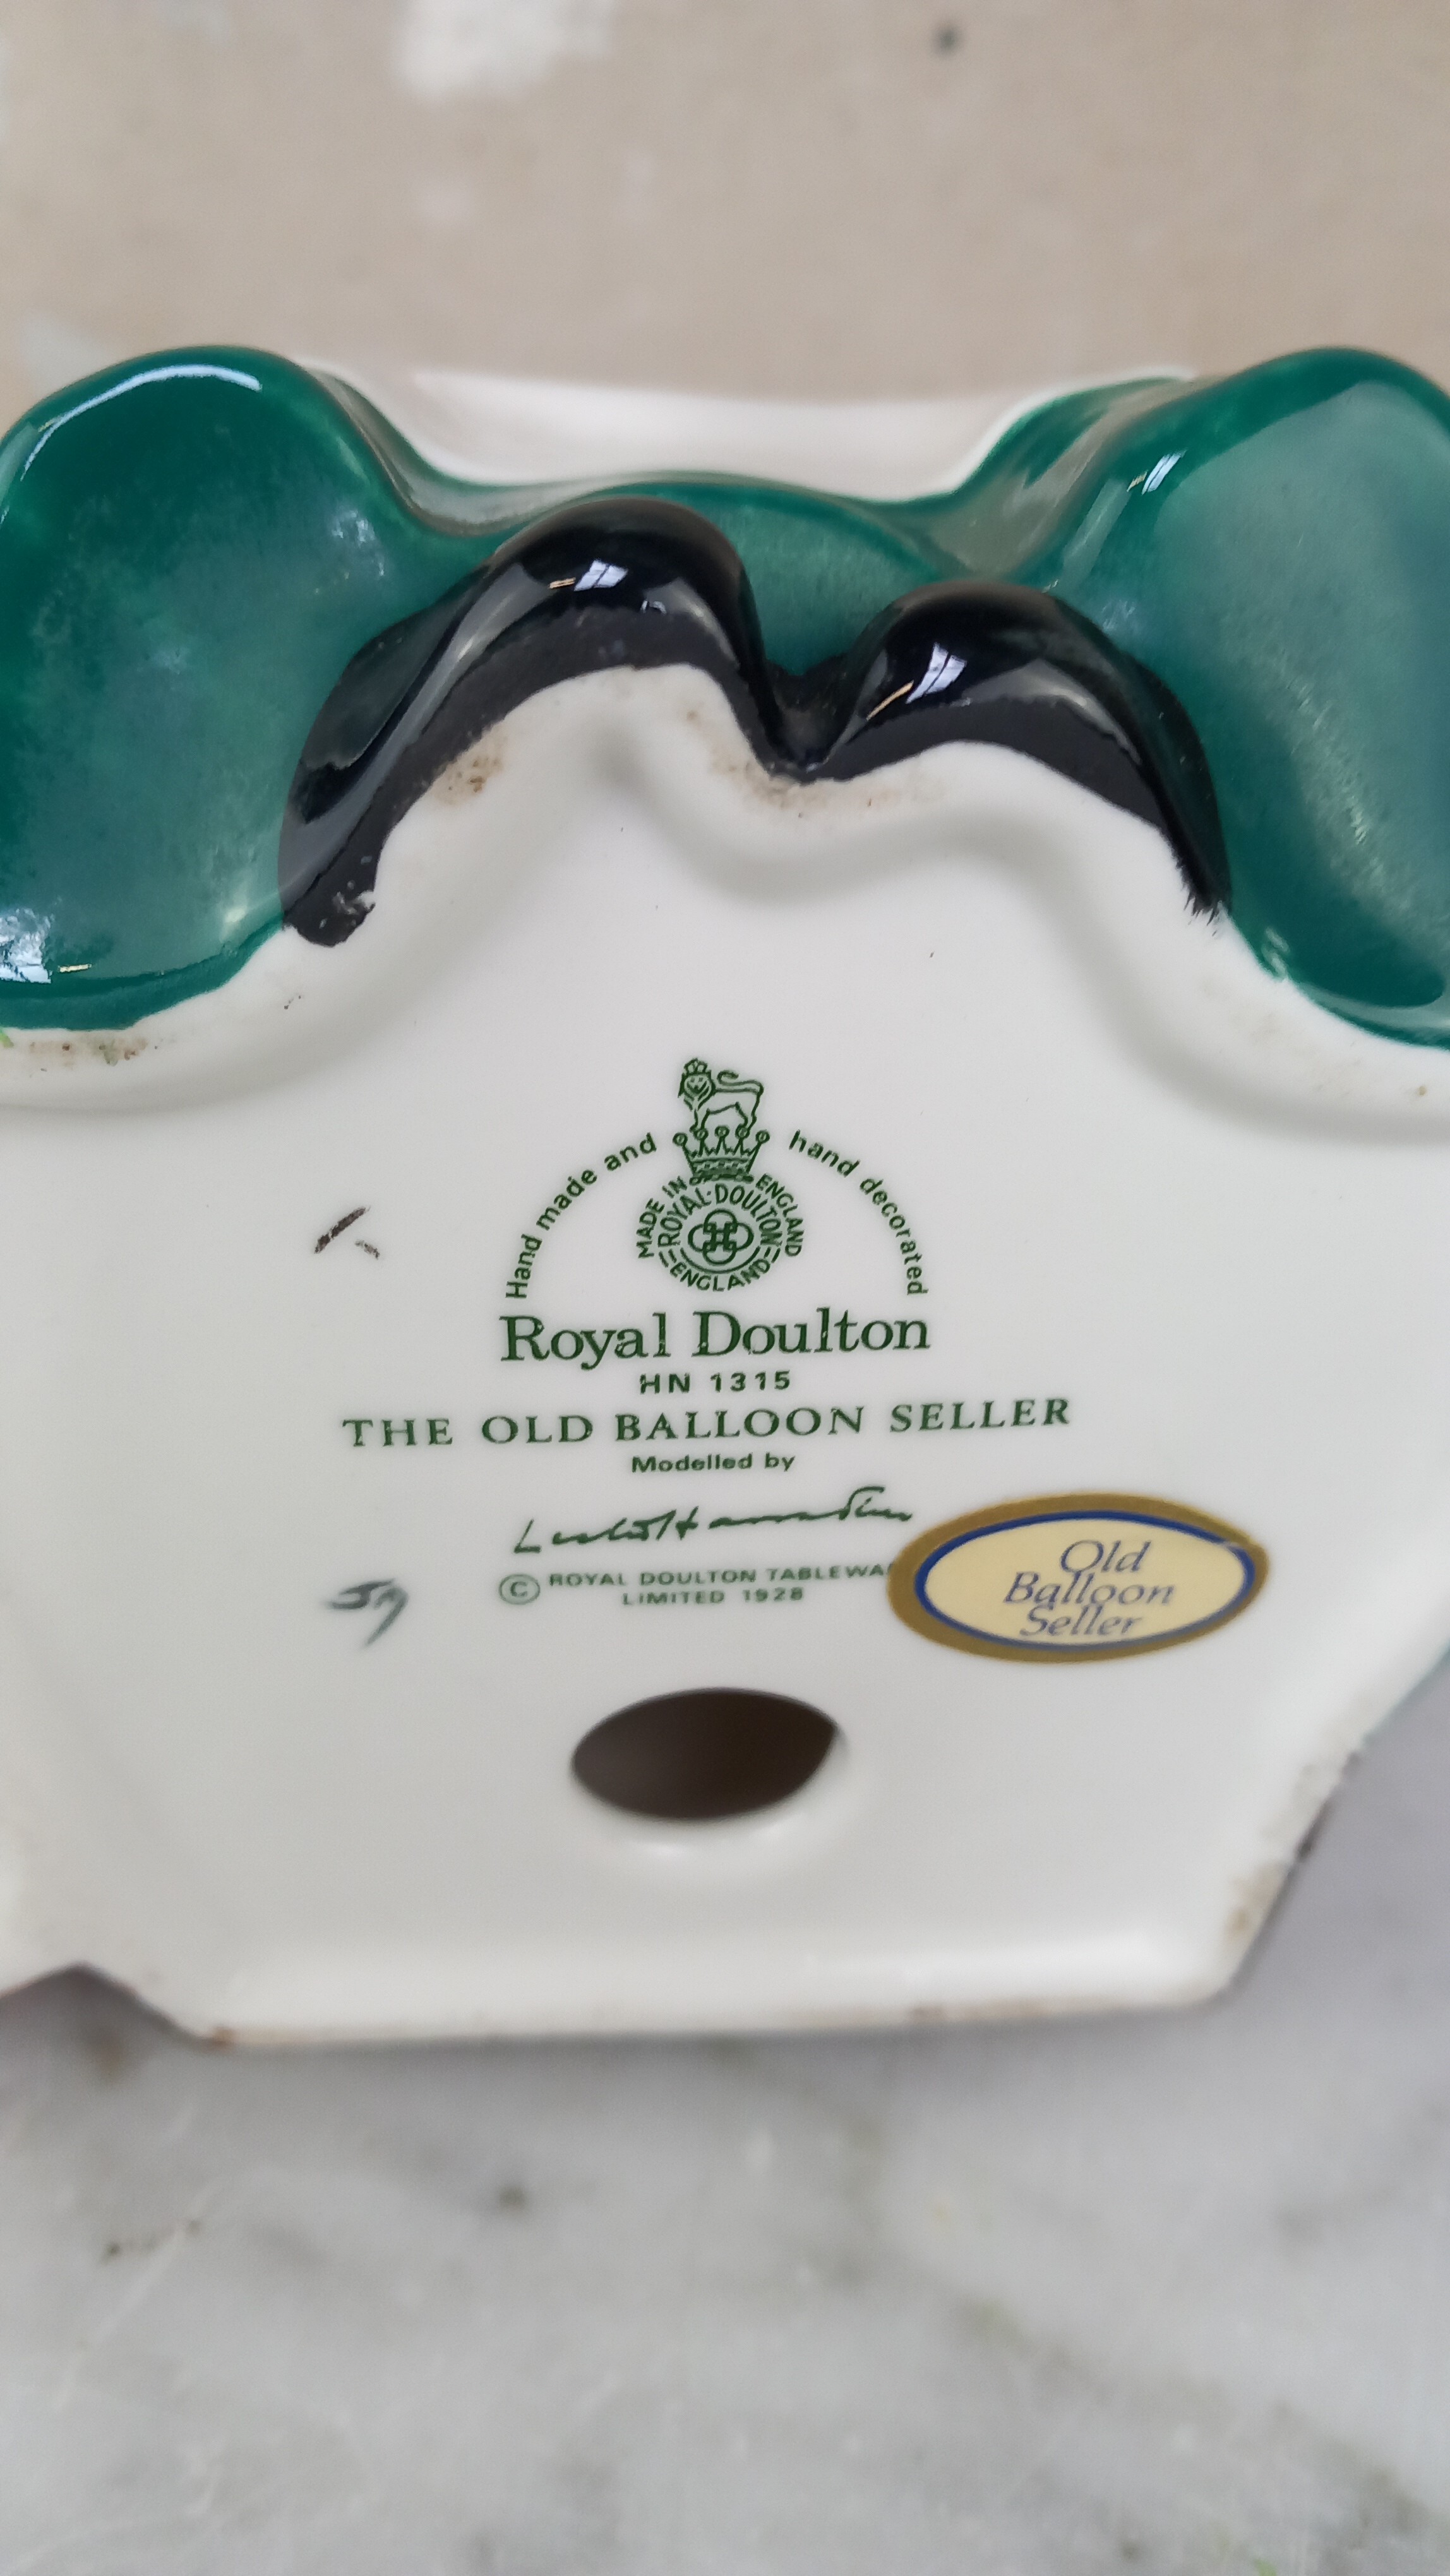 Hand made and hand decorated
MADE IN ENGLAND
ROYAL·DOULTON
ENGLAND
Royal Doulton
HN 1315
THE OLD BALLOON SELLER
Modelled by
© ROYAL DOULTON TABLEWA
LIMITED 1928
Old
Balloon
Seller